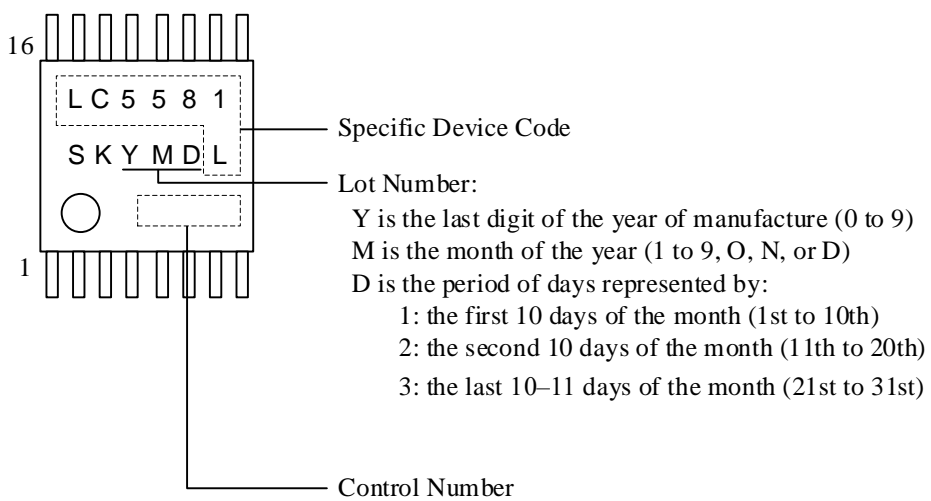 16
LC5581
SKYMDL
1
Specific Device Code
Lot Number:
Y is the last digit of the year of manufacture (0 to 9)
M is the month of the year (1 to 9, O, N, or D)
D is the period of days represented by:
1: the first 10 days of the month (1st to 10th)
2: the second 10 days of the month (11th to 20th)
3: the last 10–11 days of the month (21st to 31st)
Control Number